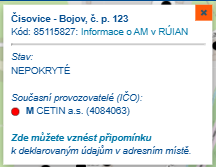 Čisovice - Bojov, č. p. 123
Kód: 85115827: Informace o AM v RÚIAN
Stav:
NEPOKRYTÉ
Současní provozovatelé (IČO):
M CETIN a.s. (4084063)
Zde můžete vznést připomínku
k deklarovaným údajům v adresním místě.